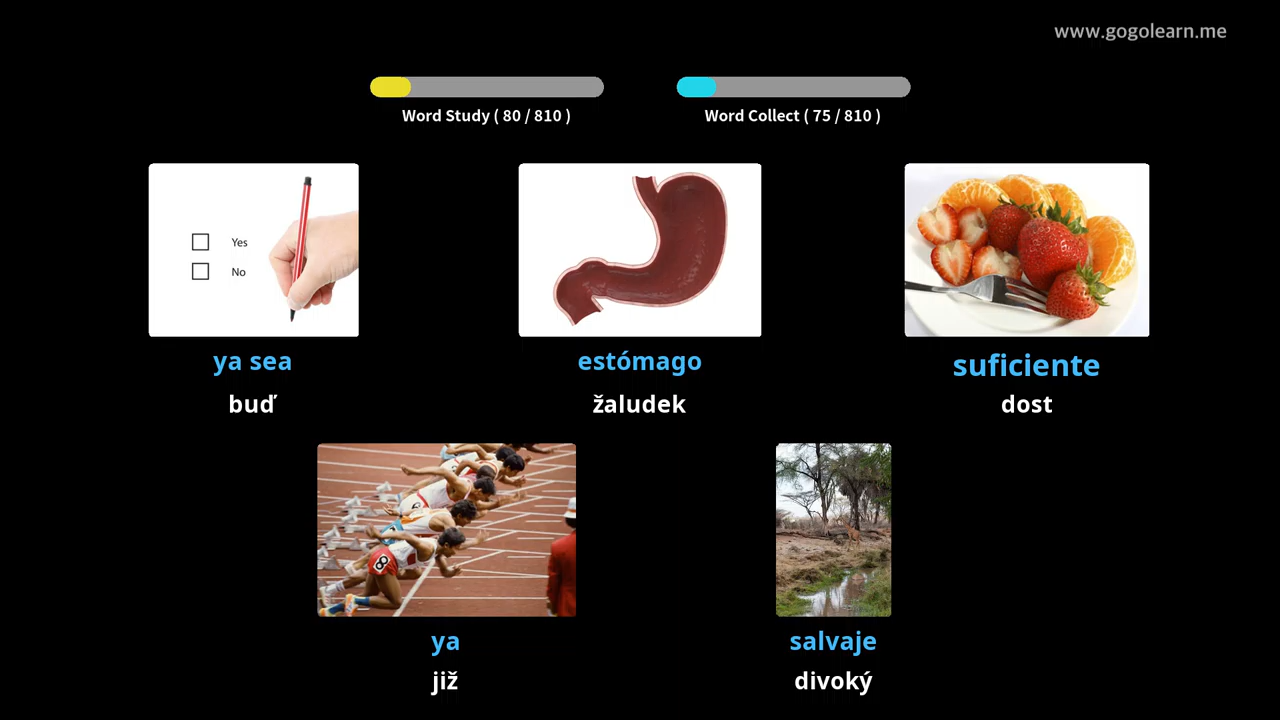 www.gogolearn.me
Word Study ( 80 / 810 )
Word Collect ( 75 / 810 )
Yes
No
ya sea
buď
estómago
žaludek
suficiente
dost
8
ya
již
salvaje
divoký